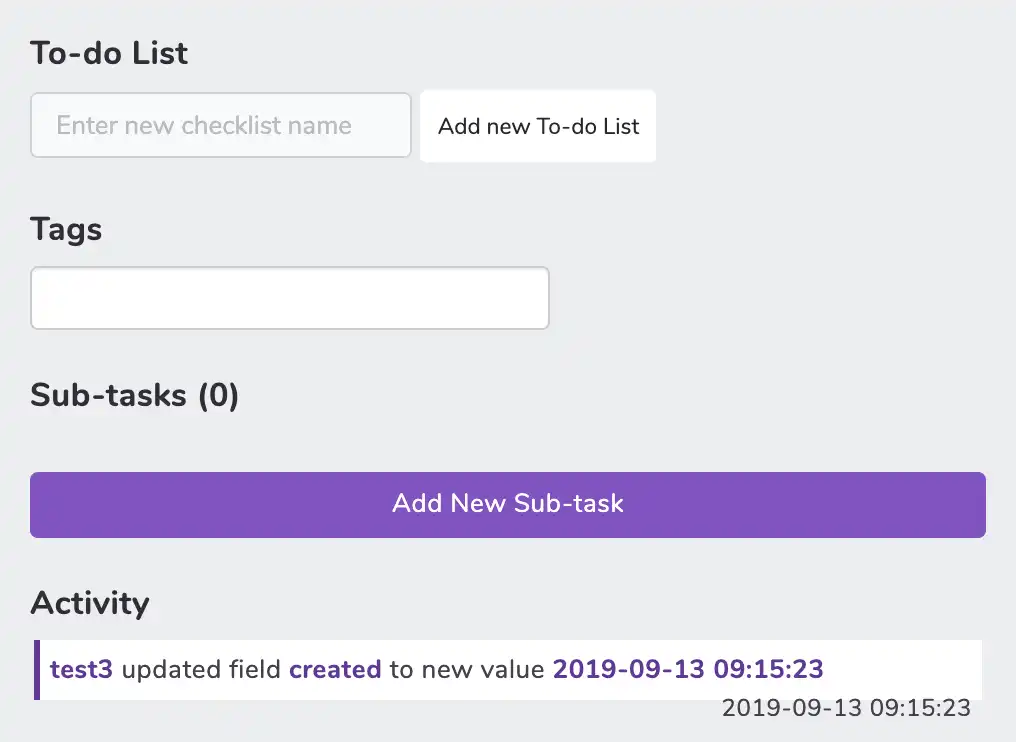 To-do List
Enter new checklist name
Add new To-do List
Tags
Sub-tasks (0)
Add New Sub-task
Activity
test3 updated field created to new value 2019-09-13 09:15:23
2019-09-13 09:15:23